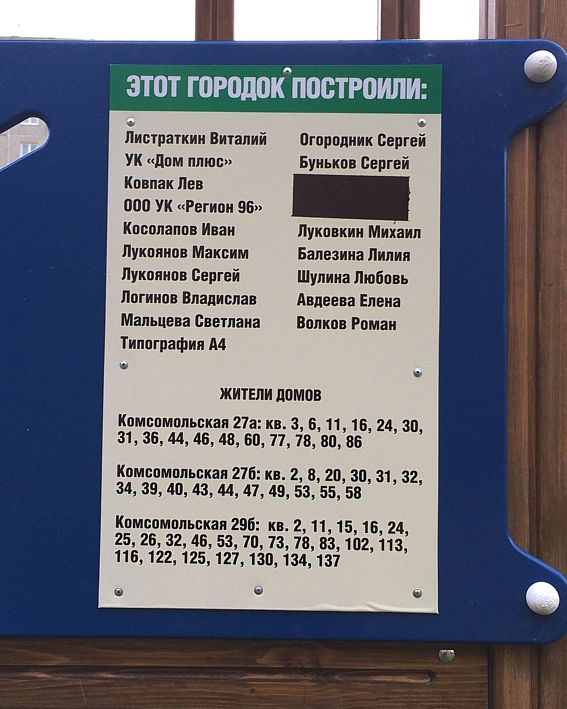 ЭТОТ ГОРОДОК ПОСТРОИЛИ:
Листраткин Виталий
УК «Дом плюс»
Ковпак Лев
ООО УК «Регион 96»
Косолапов Иван
Лукоянов Максим
Лукоянов Сергей
Логинов Владислав
Мальцева Светлана
Типография А4
Огородник Сергей
Буньков Сергей
Луковкин Михаил
Балезина Лилия
Шулина Любовь
Авдеева Елена
Волков Роман
ЖИТЕЛИ ДОМОВ
Комсомольская 27а: кв. 3, 6, 11, 16, 24, 30,
31, 36, 44, 46, 48, 60, 77, 78, 80, 86
Комсомольская 27б: кв. 2, 8, 20, 30, 31, 32,
34, 39, 40, 43, 44, 47, 49, 53, 55, 58
Комсомольская 29б: кв. 2, 11, 15, 16, 24,
25, 26, 32, 46, 53, 70, 73, 78, 83, 102, 113,
116, 122, 125, 127, 130, 134, 137